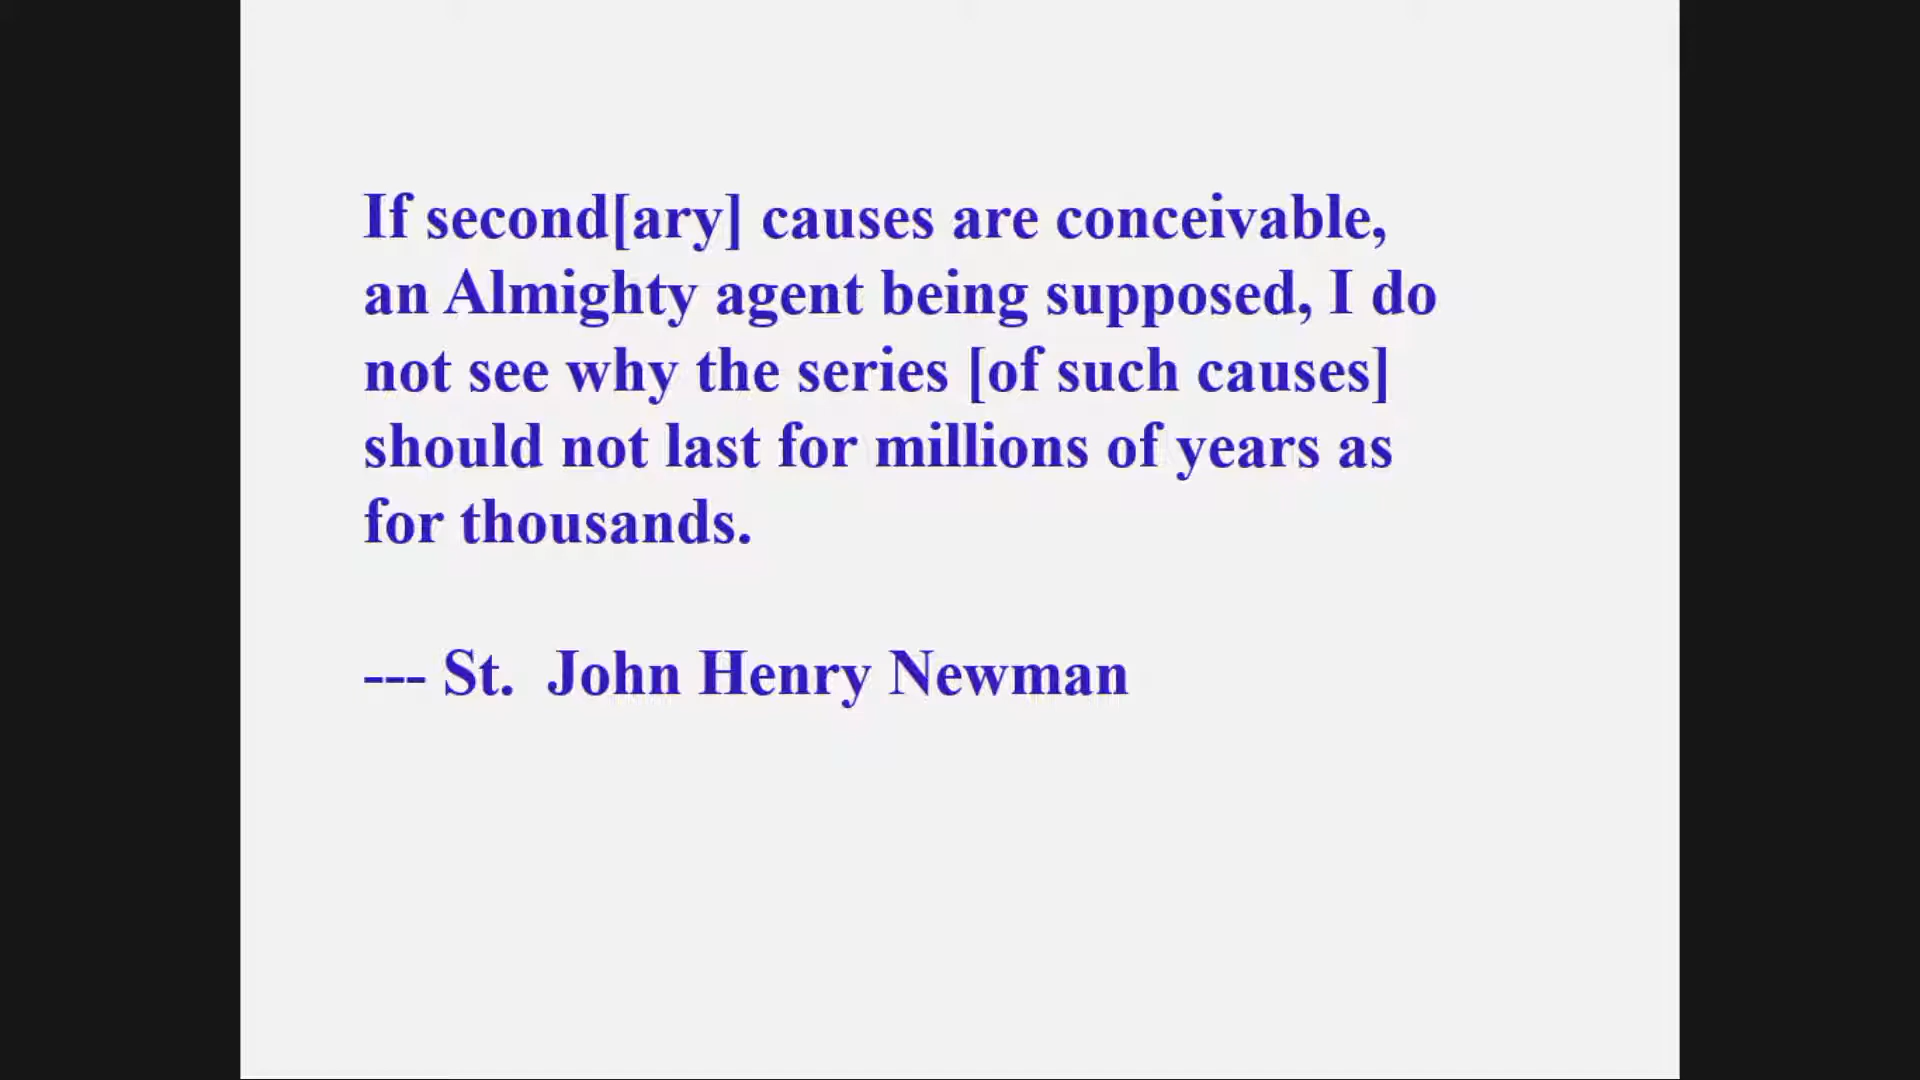 If second[ary] causes are conceivable,
an Almighty agent being supposed, I do
not see why the series [of such causes]
should not last for millions of years as
for thousands.
--- St.  John Henry Newman